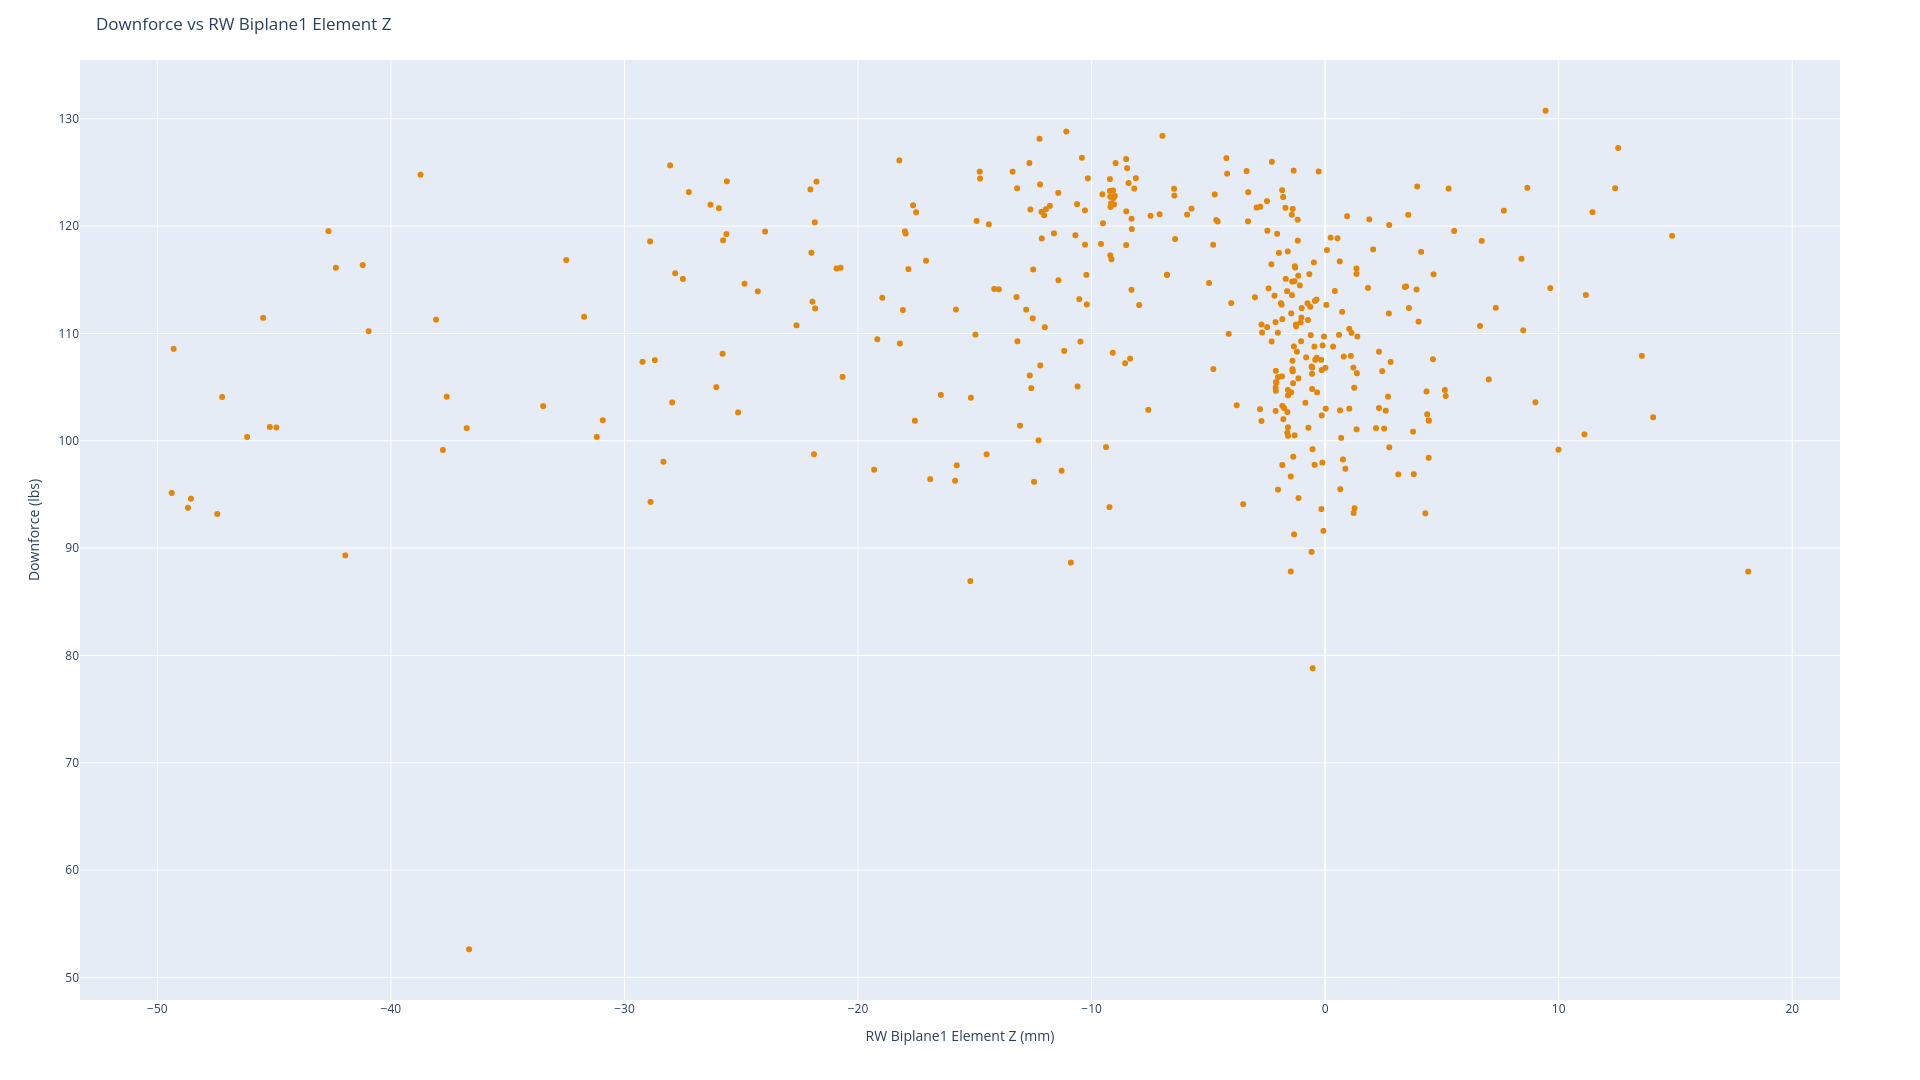 Downforce vs RW Biplane1 Element Z
130
120
110
100
90
80
70
60
50
Downforce (lbs)
−50 −40 −30 −20 −10 0 10 20
RW Biplane1 Element Z (mm)